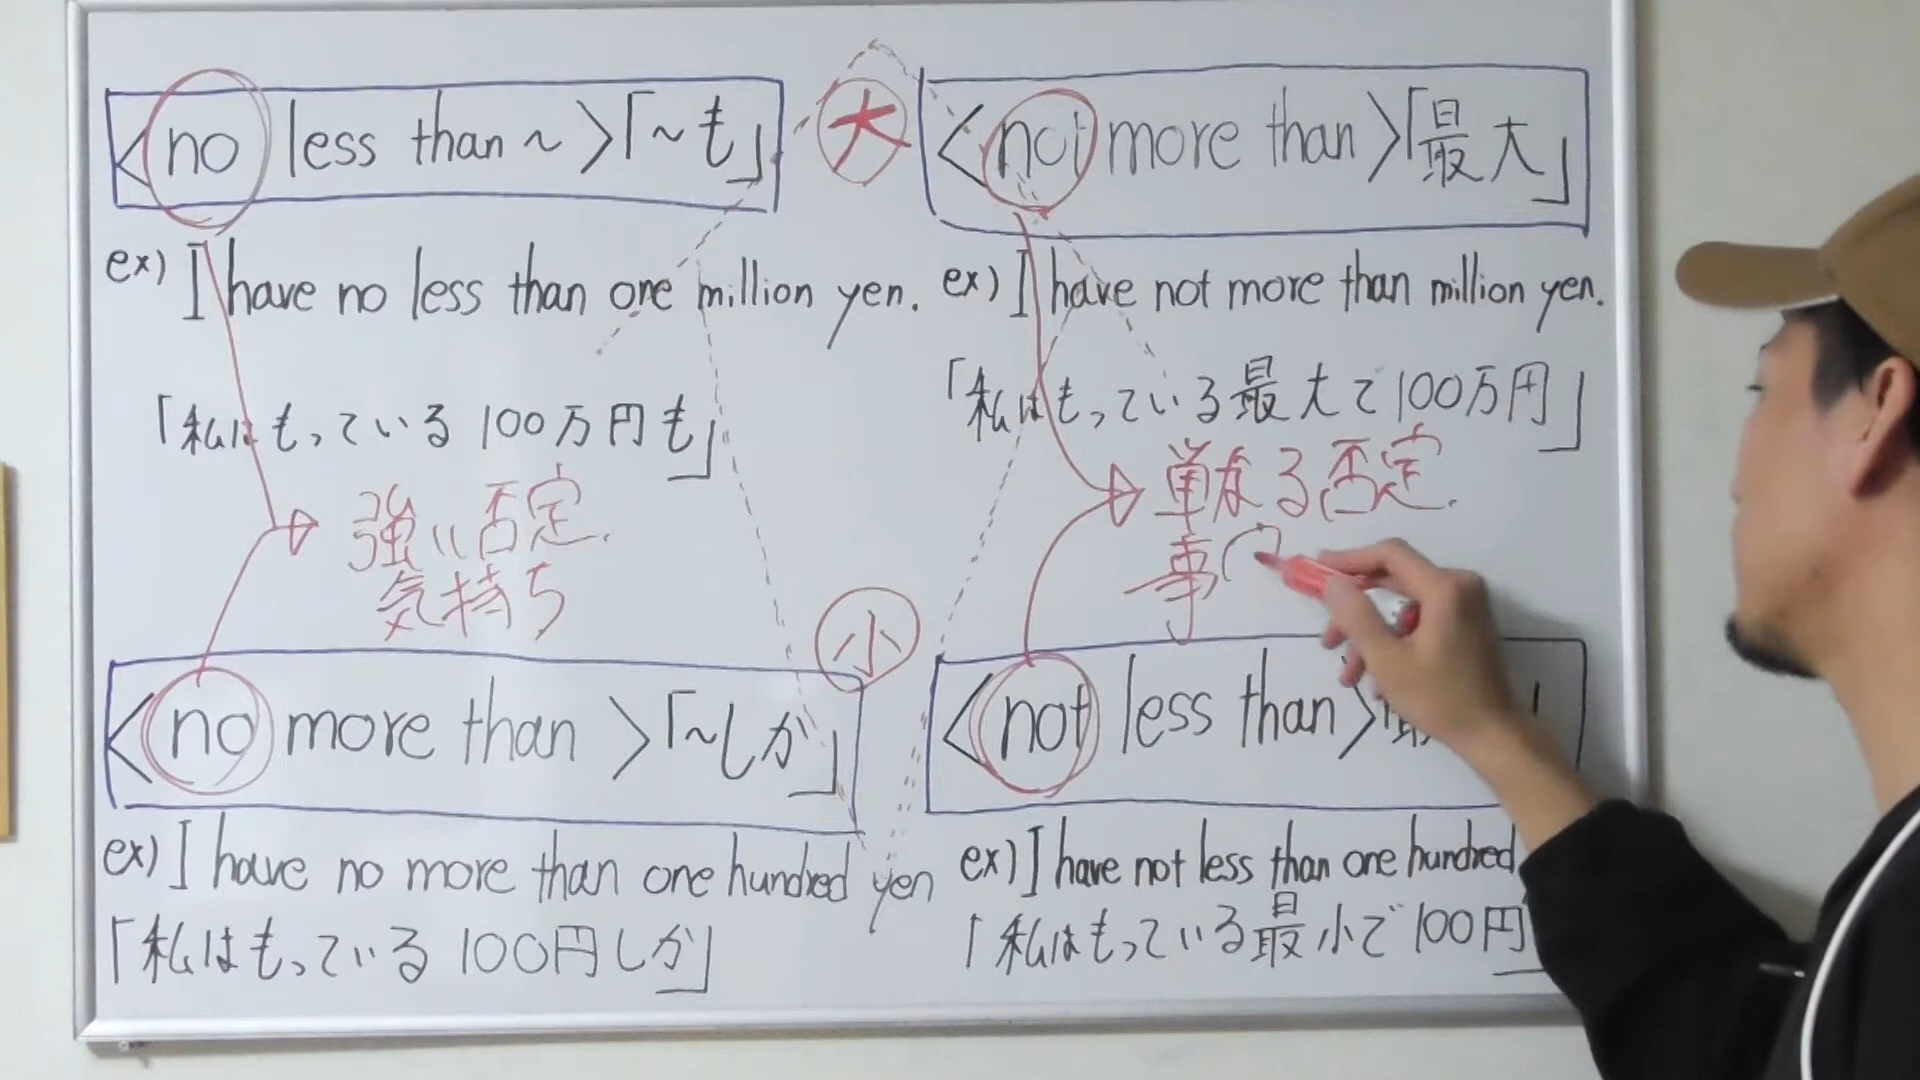 <no less than~>「~も」
大
<not more than>「最大」
ex) I have no less than one million yen.
ex) I have not more than million yen.
「私はもっている100万円も」
「私はもっている最大で100万円」
強い否定.
気持ち
単なる否定.
事
小
<no more than>「~しか」
<not less than>「最
ex) I have no more than one hundred yen
ex) I have not less than one hundred
「私はもっている100円しか」
「私はもっている最小で100円